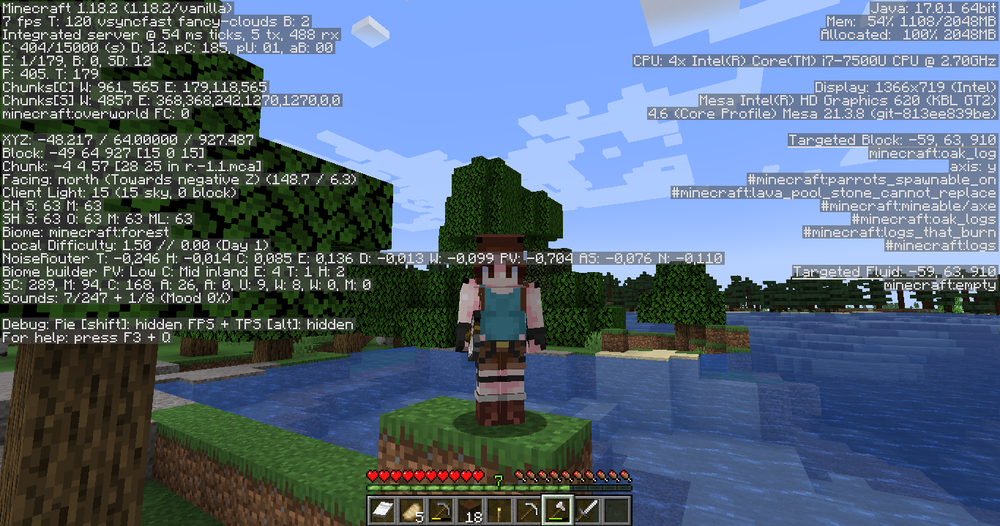 Minecraft 1.18.2 (1.18.2/vanilla)
7 fps T: 120 vsyncfast fancy-clouds B: 2
Integrated server @ 54 ms ticks, 5 tx, 488 rx
C: 404/15000 (s) D: 12, pC: 185, pU: 01, aB: 00
E: 1/179, B: 0, SD: 12
P: 405. T: 179
Chunks[C] W: 961, 565 E: 179,118,565
Chunks[S] W: 4857 E: 368,368,242,1270,1270,0,0
minecraft:overworld FC: 0
XYZ: -48.217 / 64.00000 / 927.487
Block: -49 64 927 [15 0 15]
Chunk: -4 4 57 [28 25 in r.-1.1.mca]
Facing: north (Towards negative Z) (148.7 / 6.3)
Client Light: 15 (15 sky, 0 block)
CH S: 63 M: 63
SH S: 63 O: 63 M: 63 ML: 63
Biome: minecraft:forest
Local Difficulty: 1.50 // 0.00 (Day 1)
NoiseRouter T: -0,246 H: -0,014 C: 0,085 E: 0,136 D: -0,013 W: -0,099 PV: -0,704 AS: -0,076 N: -0,110
Biome builder PV: Low C: Mid inland E: 4 T: 1 H: 2
SC: 289, M: 94, C: 168, A: 26, A: 0, U: 9, W: 8, W: 0, M: 0
Sounds: 7/247 + 1/8 (Mood 0%)
Debug: Pie [shift]: hidden FPS + TPS [alt]: hidden
For help: press F3 + Q
Java: 17.0.1 64bit
Mem: 54% 1108/2048MB
Allocated: 100% 2048MB
CPU: 4x Intel(R) Core(TM) i7-7500U CPU @ 2.70GHz
Display: 1366x719 (Intel)
Mesa Intel(R) HD Graphics 620 (KBL GT2)
4.6 (Core Profile) Mesa 21.3.8 (git-813ee839be)
Targeted Block: -59, 63, 910
minecraft:oak_log
axis: y
#minecraft:parrots_spawnable_on
#minecraft:lava_pool_stone_cannot_replace
#minecraft:mineable/axe
#minecraft:oak_logs
#minecraft:logs_that_burn
#minecraft:logs
Targeted Fluid: -59, 63, 910
minecraft:empty
7
5
18